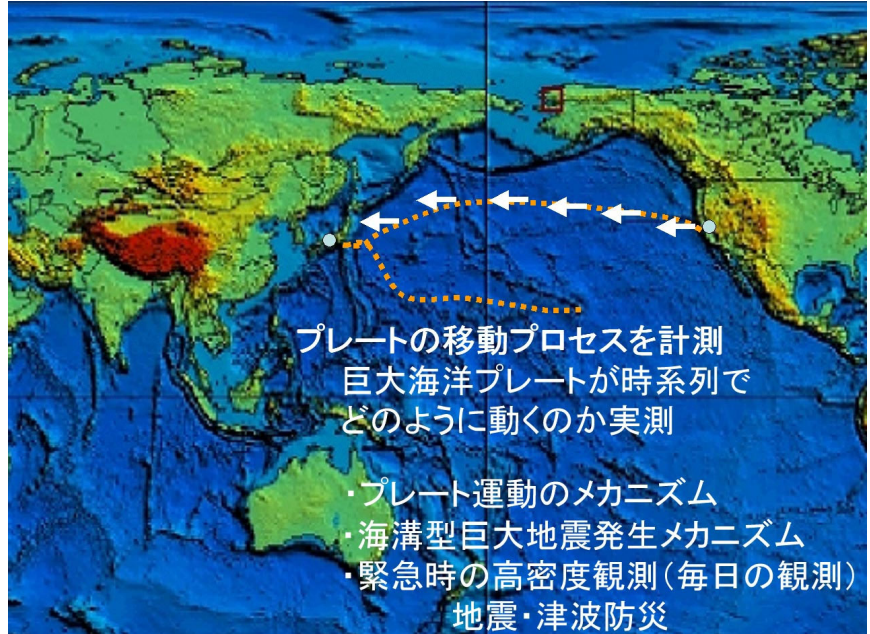 プレートの移動プロセスを計測
巨大海洋プレートが時系列で
どのように動くのか実測
・プレート運動のメカニズム
・海溝型巨大地震発生メカニズム
・緊急時の高密度観測（毎日の観測）
地震・津波防災